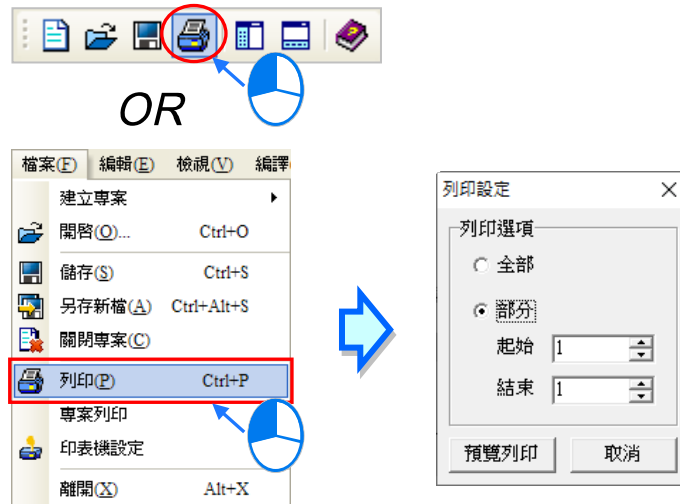 OR
檔案(F) 編輯(E) 檢視(V) 編譯
建立專案
開啓(O)... Ctrl+O
儲存(S) Ctrl+S
另存新檔(A) Ctrl+Alt+S
關閉專案(C)
列印(P) Ctrl+P
專案列印
印表機設定
離開(X) Alt+X
列印設定
列印選項
全部
部分
起始 1
結束 1
預覽列印 取消